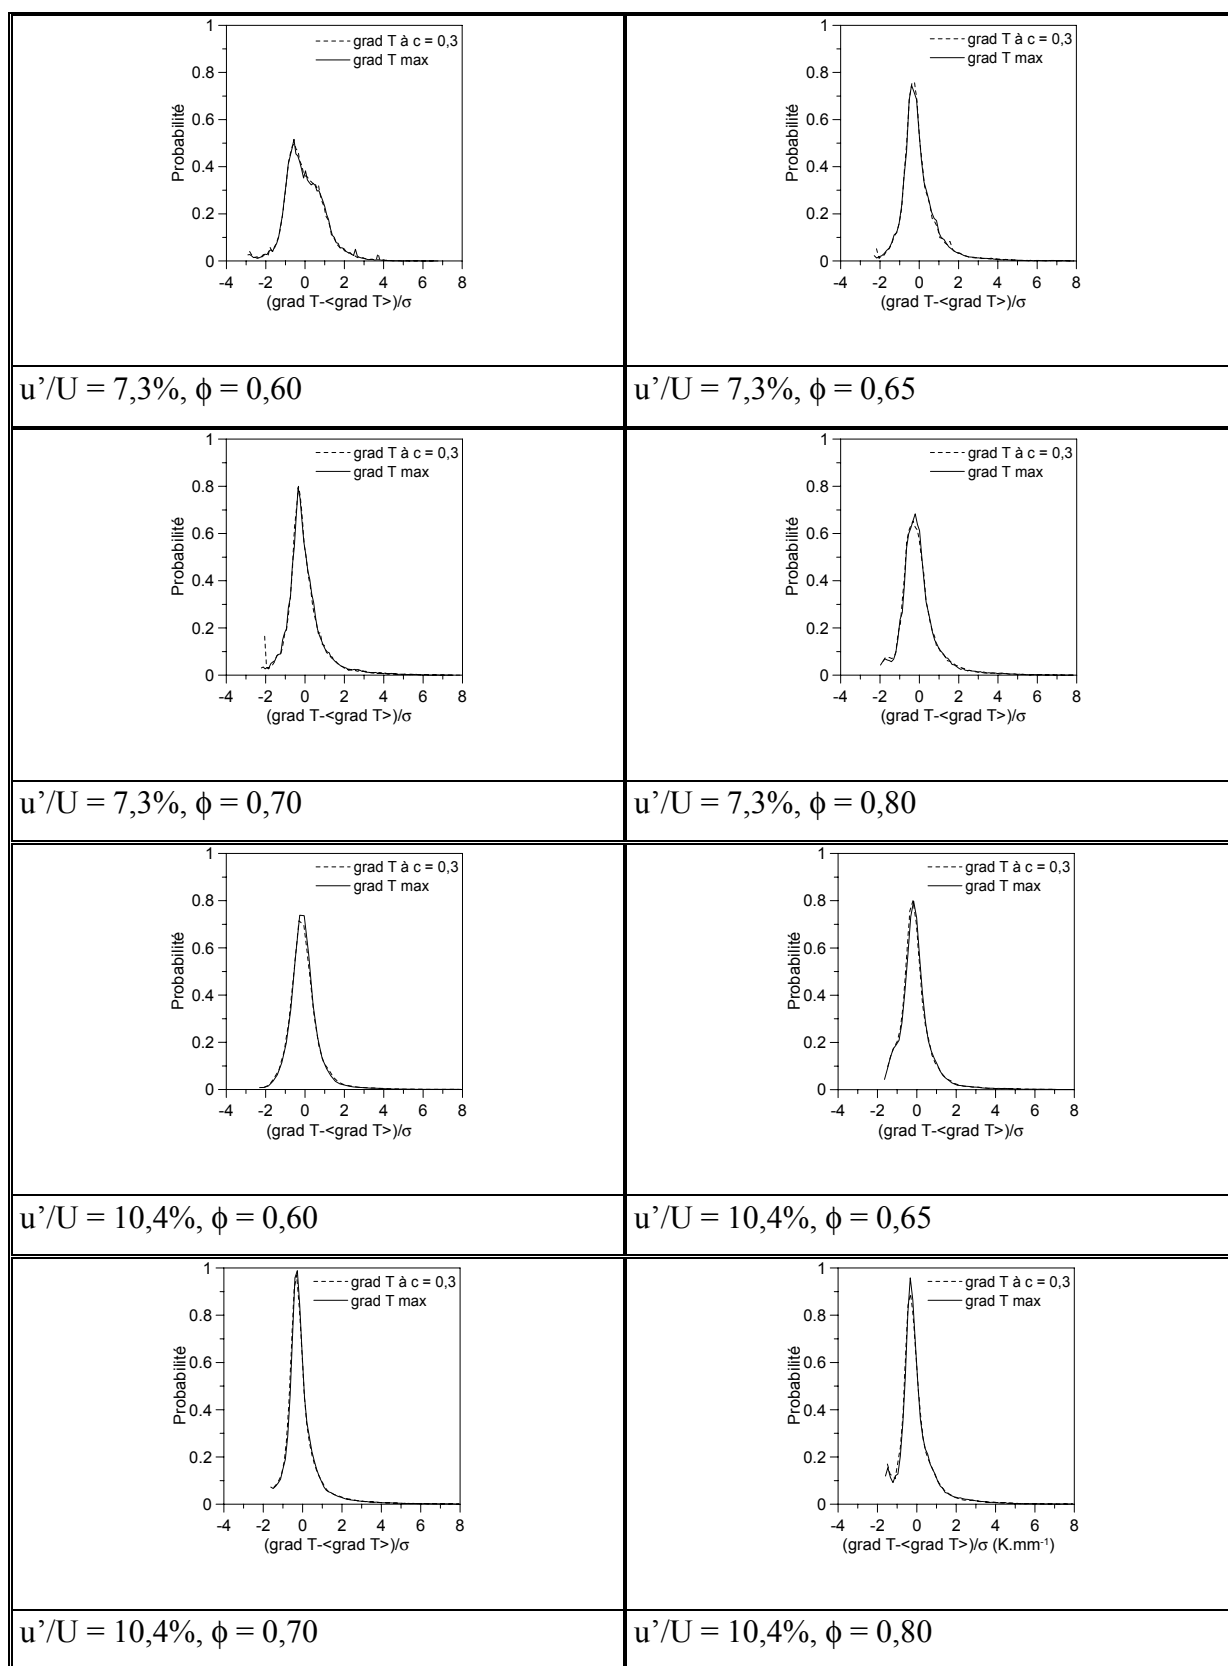 1
0.8
0.6
0.4
0.2
0
Probabilité
grad T à c = 0,3
grad T max
-4 -2 0 2 4 6 8
(grad T-<grad T>)/σ
1
0.8
0.6
0.4
0.2
0
Probabilité
grad T à c = 0,3
grad T max
-4 -2 0 2 4 6 8
(grad T-<grad T>)/σ
u’/U = 7,3%, ϕ = 0,60
u’/U = 7,3%, ϕ = 0,65
1
0.8
0.6
0.4
0.2
0
Probabilité
grad T à c = 0,3
grad T max
-4 -2 0 2 4 6 8
(grad T-<grad T>)/σ
1
0.8
0.6
0.4
0.2
0
Probabilité
grad T à c = 0,3
grad T max
-4 -2 0 2 4 6 8
(grad T-<grad T>)/σ
u’/U = 7,3%, ϕ = 0,70
u’/U = 7,3%, ϕ = 0,80
1
0.8
0.6
0.4
0.2
0
Probabilité
grad T à c = 0,3
grad T max
-4 -2 0 2 4 6 8
(grad T-<grad T>)/σ
1
0.8
0.6
0.4
0.2
0
Probabilité
grad T à c = 0,3
grad T max
-4 -2 0 2 4 6 8
(grad T-<grad T>)/σ
u’/U = 10,4%, ϕ = 0,60
u’/U = 10,4%, ϕ = 0,65
1
0.8
0.6
0.4
0.2
0
Probabilité
grad T à c = 0,3
grad T max
-4 -2 0 2 4 6 8
(grad T-<grad T>)/σ
1
0.8
0.6
0.4
0.2
0
Probabilité
grad T à c = 0,3
grad T max
-4 -2 0 2 4 6 8
(grad T-<grad T>)/σ (K.mm⁻¹)
u’/U = 10,4%, ϕ = 0,70
u’/U = 10,4%, ϕ = 0,80